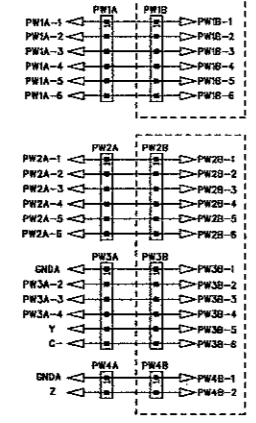 PW1A PW1B
PW1A-1 PW1B-1
PW1A-2 PW1B-2
PW1A-3 PW1B-3
PW1A-4 PW1B-4
PW1A-5 PW1B-5
PW1A-6 PW1B-6
PW2A PW2B
PW2A-1 PW2B-1
PW2A-2 PW2B-2
PW2A-3 PW2B-3
PW2A-4 PW2B-4
PW2A-5 PW2B-5
PW2A-6 PW2B-6
PW3A PW3B
GNDA PW3B-1
PW3A-2 PW3B-2
PW3A-3 PW3B-3
PW3A-4 PW3B-4
Y PW3B-5
C- PW3B-6
PW4A PW4B
GNDA PW4B-1
Z PW4B-2